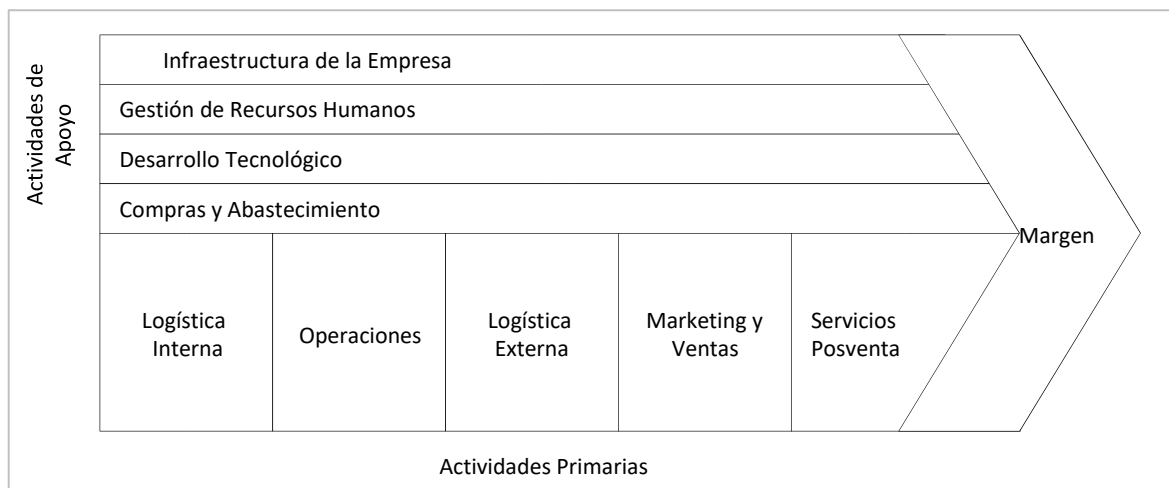 Actividades de
Apoyo
Infraestructura de la Empresa
Gestión de Recursos Humanos
Desarrollo Tecnológico
Compras y Abastecimiento
Margen
Logística
Interna
Operaciones
Logística
Externa
Marketing y
Ventas
Servicios
Posventa
Actividades Primarias